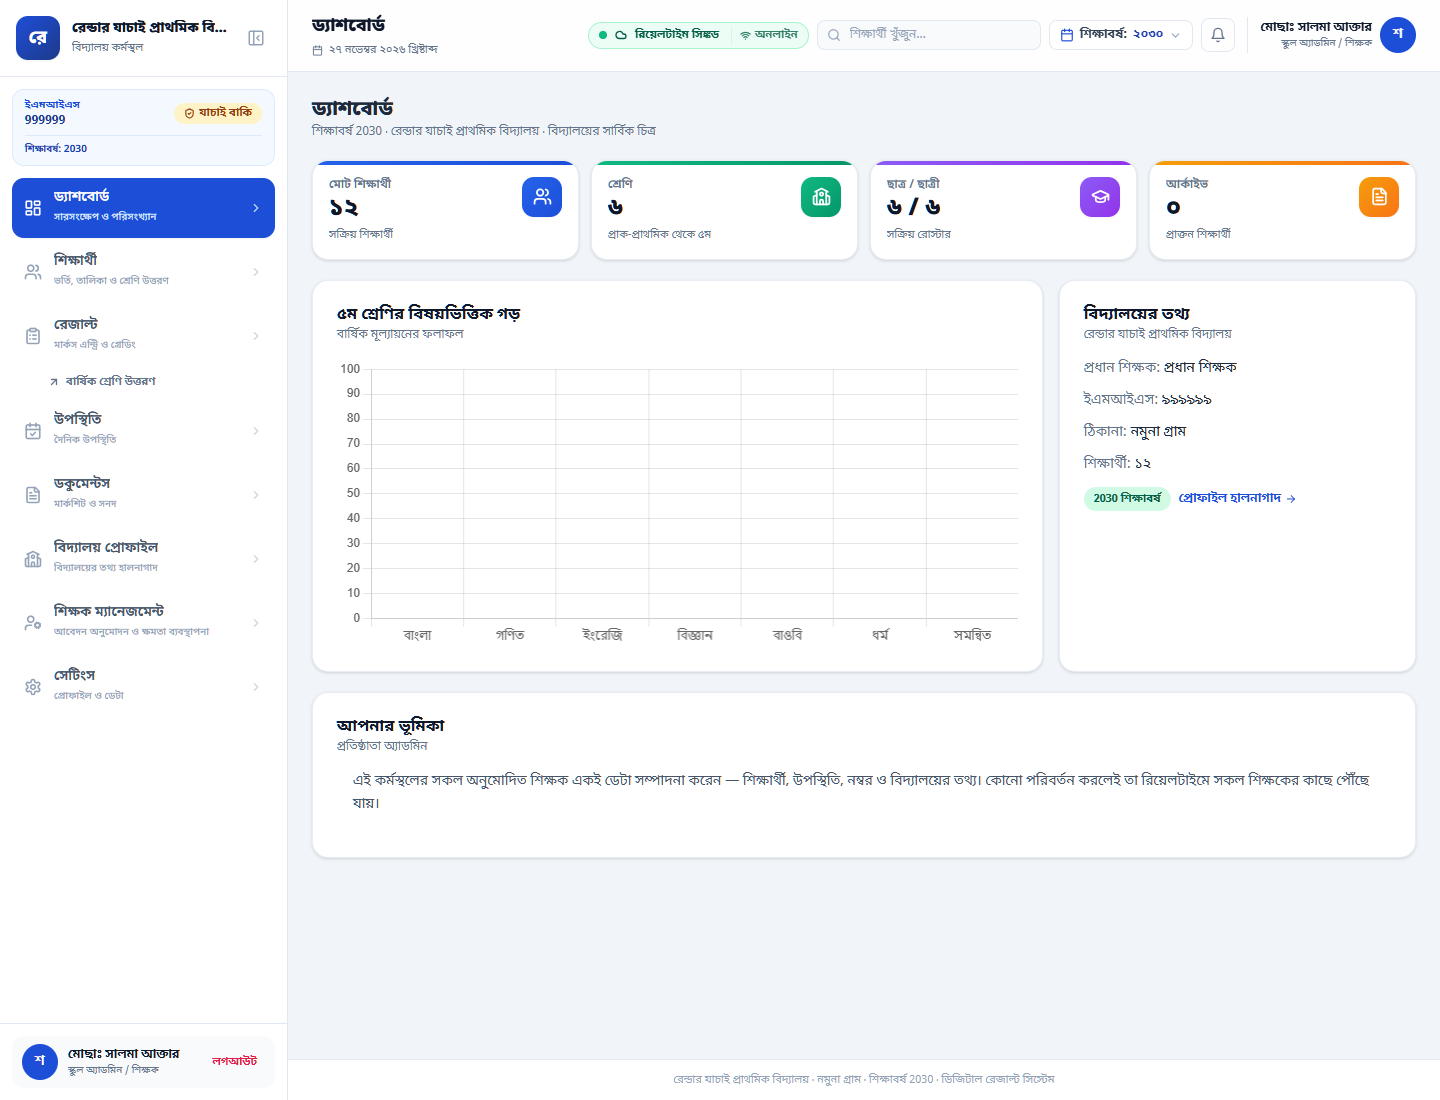 রে
রেন্ডার যাচাই প্রাথমিক বি...
বিদ্যালয় কর্মস্থল
ইএমআইএস
999999
যাচাই বাকি
শিক্ষাবর্ষ: 2030
ড্যাশবোর্ড
সারসংক্ষেপ ও পরিসংখ্যান
শিক্ষার্থী
ভর্তি, তালিকা ও শ্রেণি উত্তরণ
রেজাল্ট
মার্কস এন্ট্রি ও গ্রেডিং
বার্ষিক শ্রেণি উত্তরণ
উপস্থিতি
দৈনিক উপস্থিতি
ডকুমেন্টস
মার্কশিট ও সনদ
বিদ্যালয় প্রোফাইল
বিদ্যালয়ের তথ্য হালনাগাদ
শিক্ষক ম্যানেজমেন্ট
আবেদন অনুমোদন ও ক্ষমতা ব্যবস্থাপনা
সেটিংস
প্রোফাইল ও ডেটা
শ
মোছাঃ সালমা আক্তার
স্কুল অ্যাডমিন / শিক্ষক
লগআউট
ড্যাশবোর্ড
২৭ নভেম্বর ২০২৬ খ্রিষ্টাব্দ
রিয়েলটাইম সিঙ্কড
অনলাইন
শিক্ষার্থী খুঁজুন...
শিক্ষাবর্ষ: ২০৩০
মোছাঃ সালমা আক্তার
স্কুল অ্যাডমিন / শিক্ষক
শ
ড্যাশবোর্ড
শিক্ষাবর্ষ 2030 · রেন্ডার যাচাই প্রাথমিক বিদ্যালয় · বিদ্যালয়ের সার্বিক চিত্র
মোট শিক্ষার্থী
১২
সক্রিয় শিক্ষার্থী
শ্রেণি
৬
প্রাক-প্রাথমিক থেকে ৫ম
ছাত্র / ছাত্রী
৬ / ৬
সক্রিয় রোস্টার
আর্কাইভ
০
প্রাক্তন শিক্ষার্থী
৫ম শ্রেণির বিষয়ভিত্তিক গড়
বার্ষিক মূল্যায়নের ফলাফল
100
90
80
70
60
50
40
30
20
10
0
বাংলা গণিত ইংরেজি বিজ্ঞান বাওবি ধর্ম সমন্বিত
বিদ্যালয়ের তথ্য
রেন্ডার যাচাই প্রাথমিক বিদ্যালয়
প্রধান শিক্ষক: প্রধান শিক্ষক
ইএমআইএস: ৯৯৯৯৯৯
ঠিকানা: নমুনা গ্রাম
শিক্ষার্থী: ১২
2030 শিক্ষাবর্ষ
প্রোফাইল হালনাগাদ →
আপনার ভূমিকা
প্রতিষ্ঠাতা অ্যাডমিন
এই কর্মস্থলের সকল অনুমোদিত শিক্ষক একই ডেটা সম্পাদনা করেন — শিক্ষার্থী, উপস্থিতি, নম্বর ও বিদ্যালয়ের তথ্য। কোনো পরিবর্তন করলেই তা রিয়েলটাইমে সকল শিক্ষকের কাছে পৌঁছে
যায়।
রেন্ডার যাচাই প্রাথমিক বিদ্যালয় · নমুনা গ্রাম · শিক্ষাবর্ষ 2030 · ডিজিটাল রেজাল্ট সিস্টেম